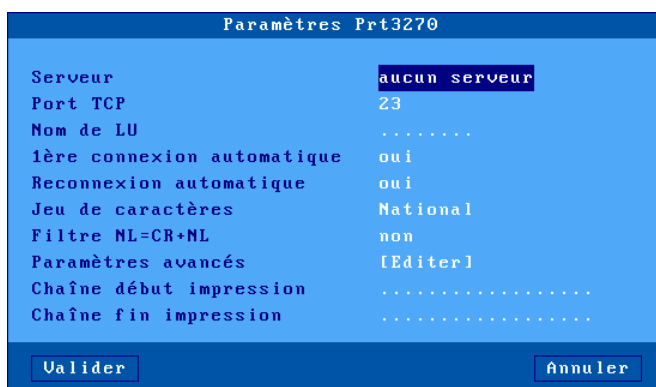 Paramètres Prt3270
Serveur aucun serveur
Port TCP 23
Nom de LU ........
1ère connexion automatique oui
Reconnexion automatique oui
Jeu de caractères National
Filtre NL=CR+NL non
Paramètres avancés [Editer]
Chaîne début impression ..................
Chaîne fin impression ..................
Valider Annuler